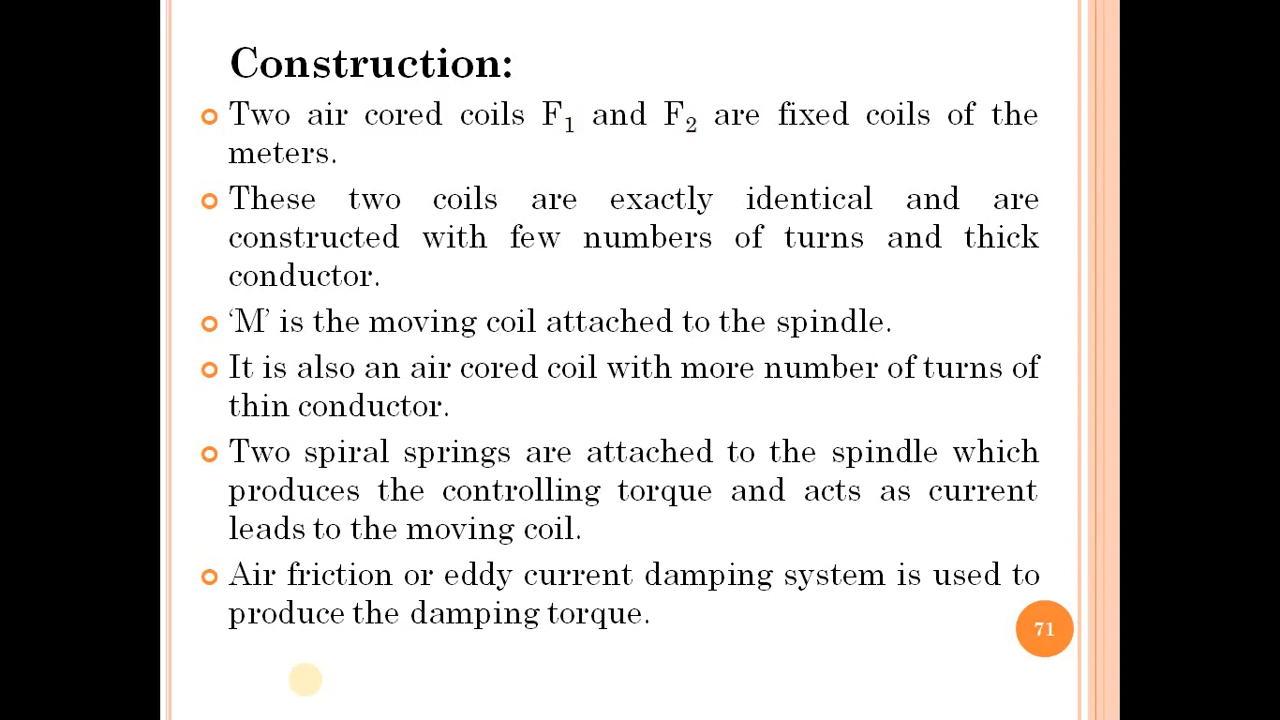 Construction:
Two air cored coils F₁ and F₂ are fixed coils of the
meters.
These two coils are exactly identical and are
constructed with few numbers of turns and thick
conductor.
‘M’ is the moving coil attached to the spindle.
It is also an air cored coil with more number of turns of
thin conductor.
Two spiral springs are attached to the spindle which
produces the controlling torque and acts as current
leads to the moving coil.
Air friction or eddy current damping system is used to
produce the damping torque.
71